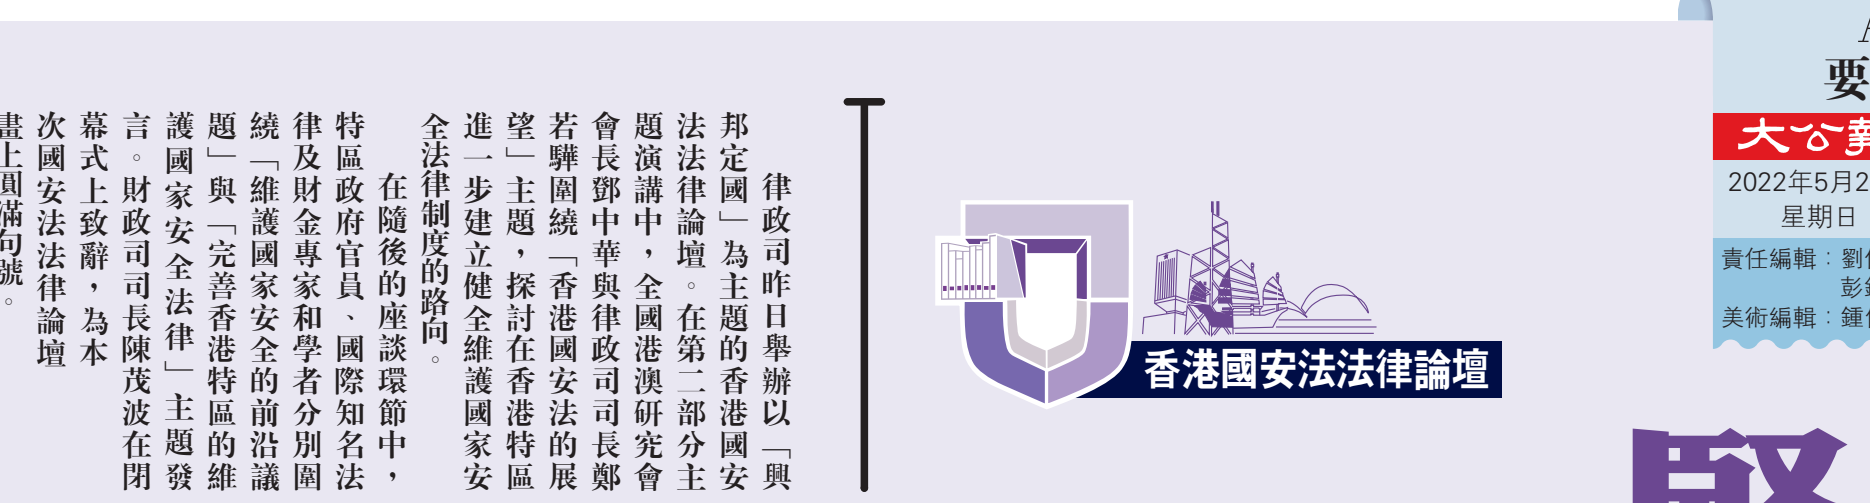 要
大公
2022年5月2
星期日
責任編輯：劉
彭
美術編輯：鍾
香港國安法法律論壇
律政司昨日舉辦以「興
邦定國」為主題的香港國安
法法律論壇。在第二部分主
題演講中，全國港澳研究會
會長鄧中華與律政司司長鄭
若驊圍繞「香港國安法的展
望」主題，探討在香港特區
進一步建立健全維護國家安
全法律制度的路向。
在隨後的座談環節中，
特區政府官員、國際知名法
律及財金專家和學者分別圍
繞「維護國家安全的前沿議
題」與「完善香港特區的維
護國家安全法律」主題發
言。財政司司長陳茂波在閉
幕式上致辭，為本
次國安法法律論壇
畫上圓滿句號。